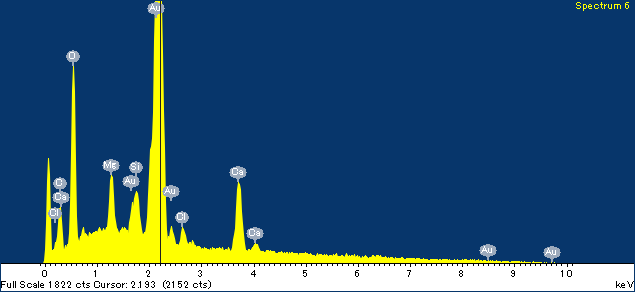 Spectrum 6
Au
O
Mg
Si
Ca
C
Au
Ca
Au
Cl
Cl
Ca
Au
Au
0 1 2 3 4 5 6 7 8 9 10
Full Scale 1822 cts Cursor: 2.193 (2152 cts) keV